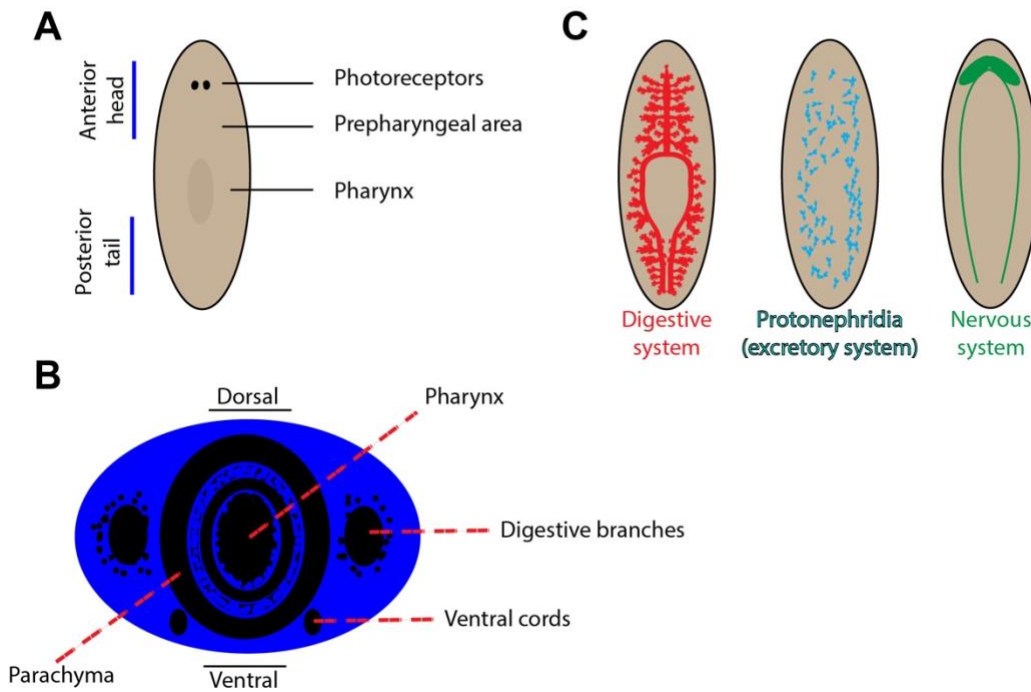 A
Anterior
head
Posterior
tail
Photoreceptors
Prepharyngeal area
Pharynx
C
Digestive
system
Protonephridia
(excretory system)
Nervous
system
B
Dorsal
Pharynx
Digestive branches
Ventral cords
Parachyma
Ventral